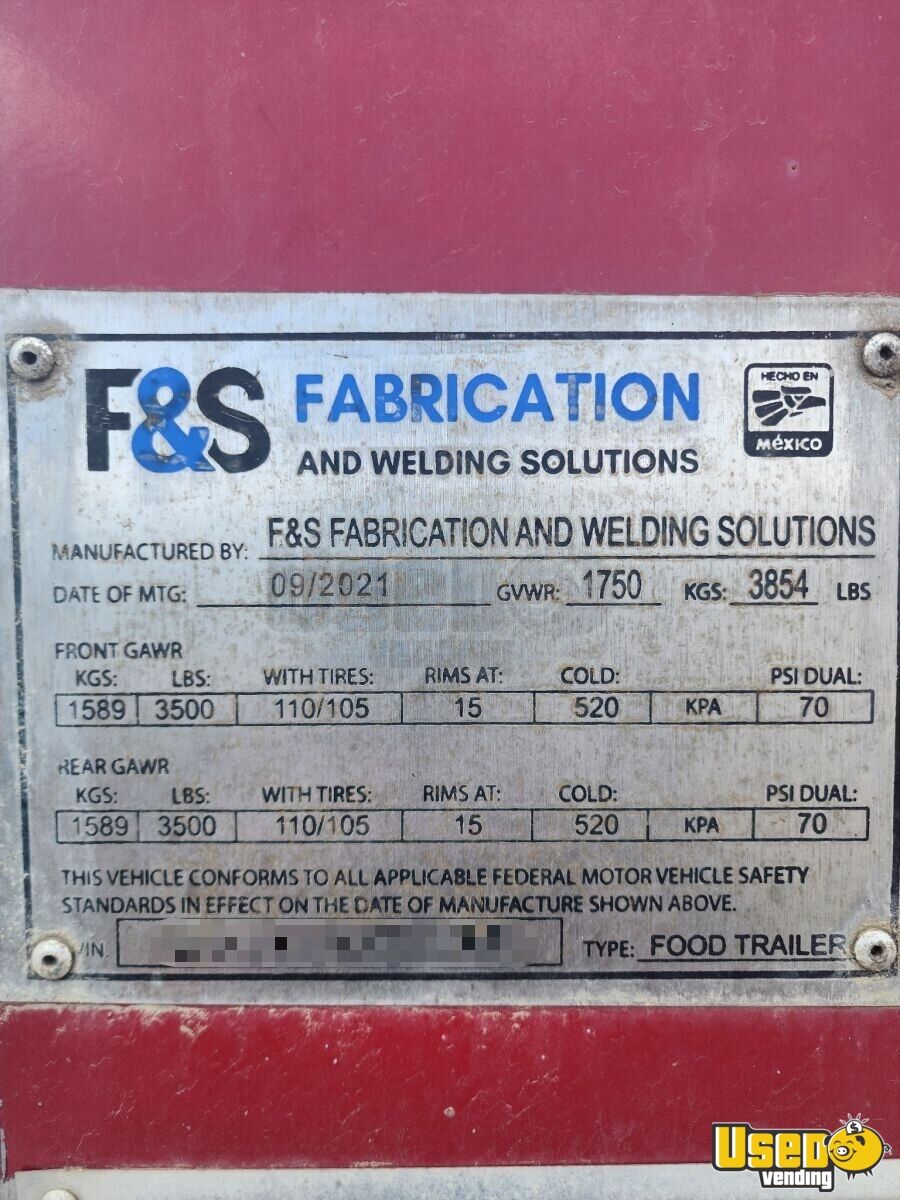 F&S FABRICATION
AND WELDING SOLUTIONS
HECHO EN
MéXICO
MANUFACTURED BY: F&S FABRICATION AND WELDING SOLUTIONS
DATE OF MTG: 09/2021 GVWR: 1750 KGS: 3854 LBS
FRONT GAWR
KGS: LBS: WITH TIRES: RIMS AT: COLD: PSI DUAL:
1589 3500 110/105 15 520 KPA 70
REAR GAWR
KGS: LBS: WITH TIRES: RIMS AT: COLD: PSI DUAL:
1589 3500 110/105 15 520 KPA 70
THIS VEHICLE CONFORMS TO ALL APPLICABLE FEDERAL MOTOR VEHICLE SAFETY
STANDARDS IN EFFECT ON THE DATE OF MANUFACTURE SHOWN ABOVE.
VIN: TYPE: FOOD TRAILER
Used
vending